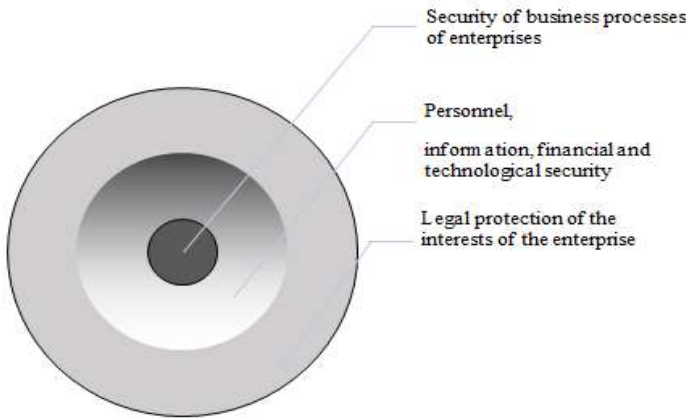 Security of business processes
of enterprises
Personnel,
information, financial and
technological security
Legal protection of the
interests of the enterprise